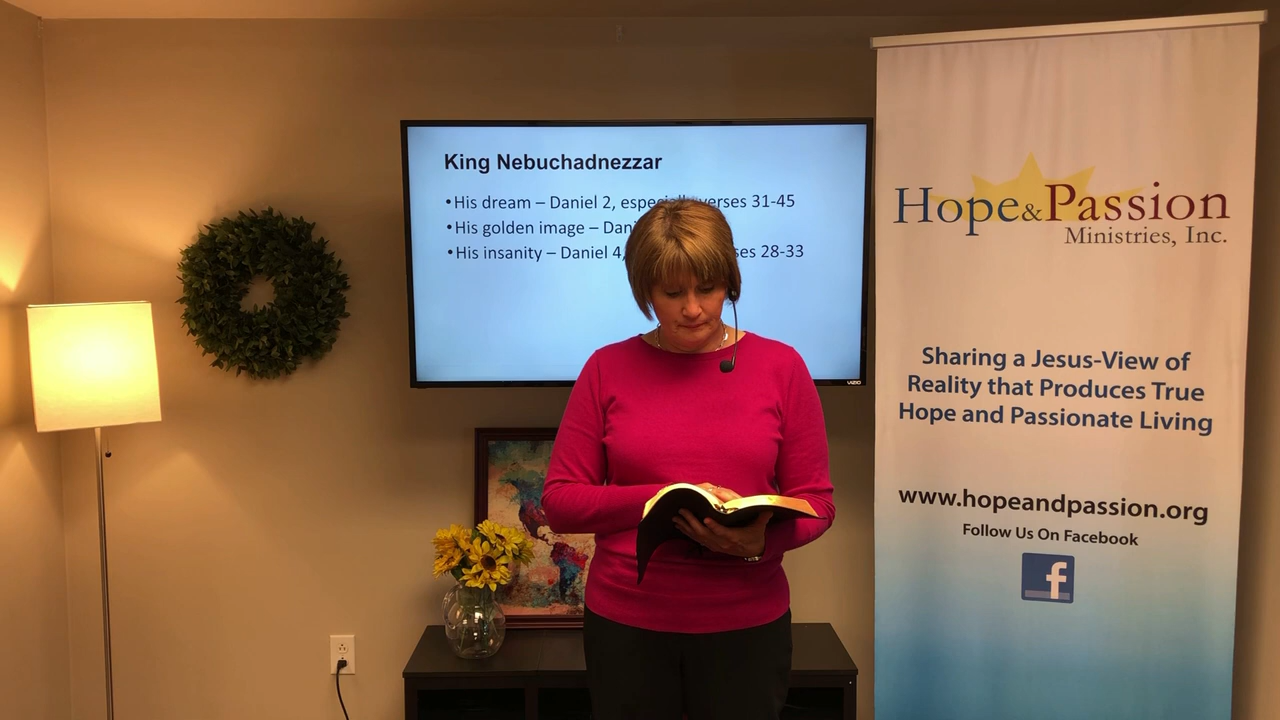 King Nebuchadnezzar
•His dream – Daniel 2, especially verses 31-45
•His golden image –
•His insanity – Daniel 4, 28-33
VIZIO
Hope&Passion
Ministries, Inc.
Sharing a Jesus-View of
Reality that Produces True
Hope and Passionate Living
www.hopeandpassion.org
Follow Us On Facebook
f